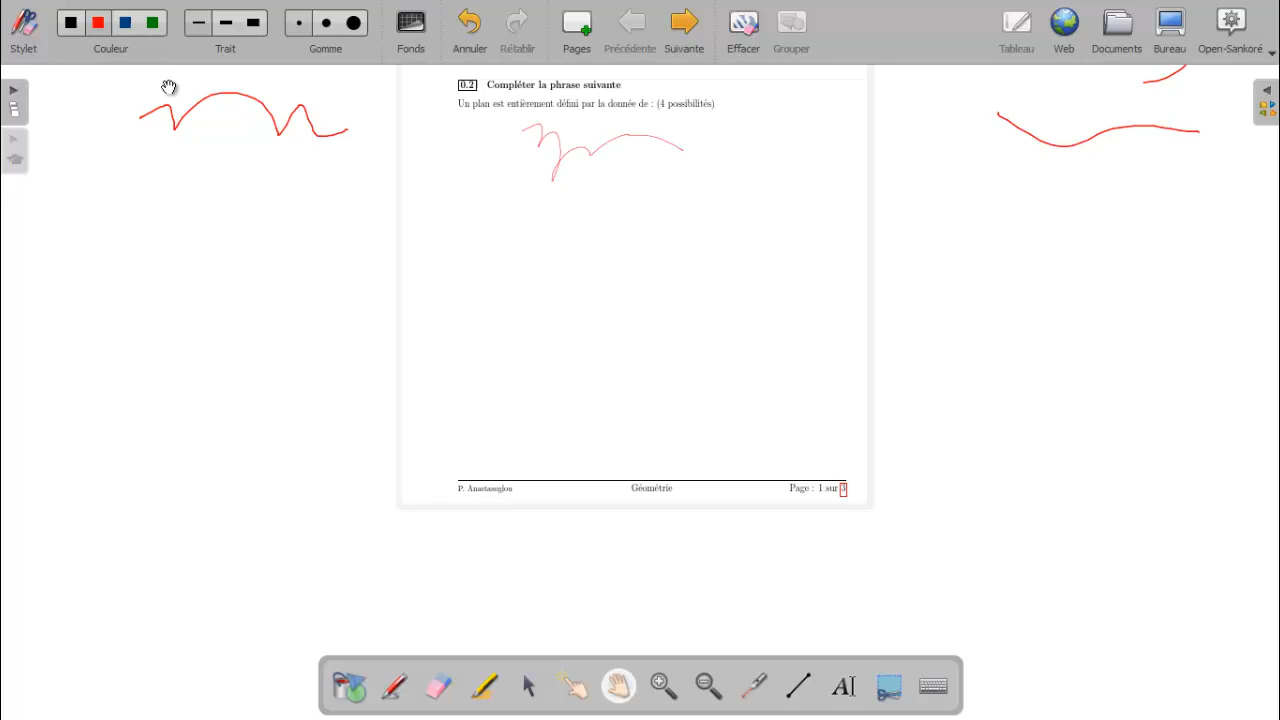 Stylet Couleur Trait Gomme Fonds Annuler Rétablir Pages Précédente Suivante Effacer Grouper Tableau Web Documents Bureau Open-Sankoré
0.2 Compléter la phrase suivante
Un plan est entièrement défini par la donnée de : (4 possibilités)
P. Anastassiglou Géométrie Page : 1 sur 3
AI